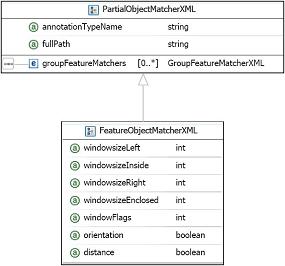 PartialObjectMatcherXML
a annotationTypeName string
a fullPath string
e groupFeatureMatchers [0..*] GroupFeatureMatcherXML
FeatureObjectMatcherXML
a windowsizeLeft int
a windowsizeInside int
a windowsizeRight int
a windowsizeEnclosed int
a windowFlags int
a orientation boolean
a distance boolean